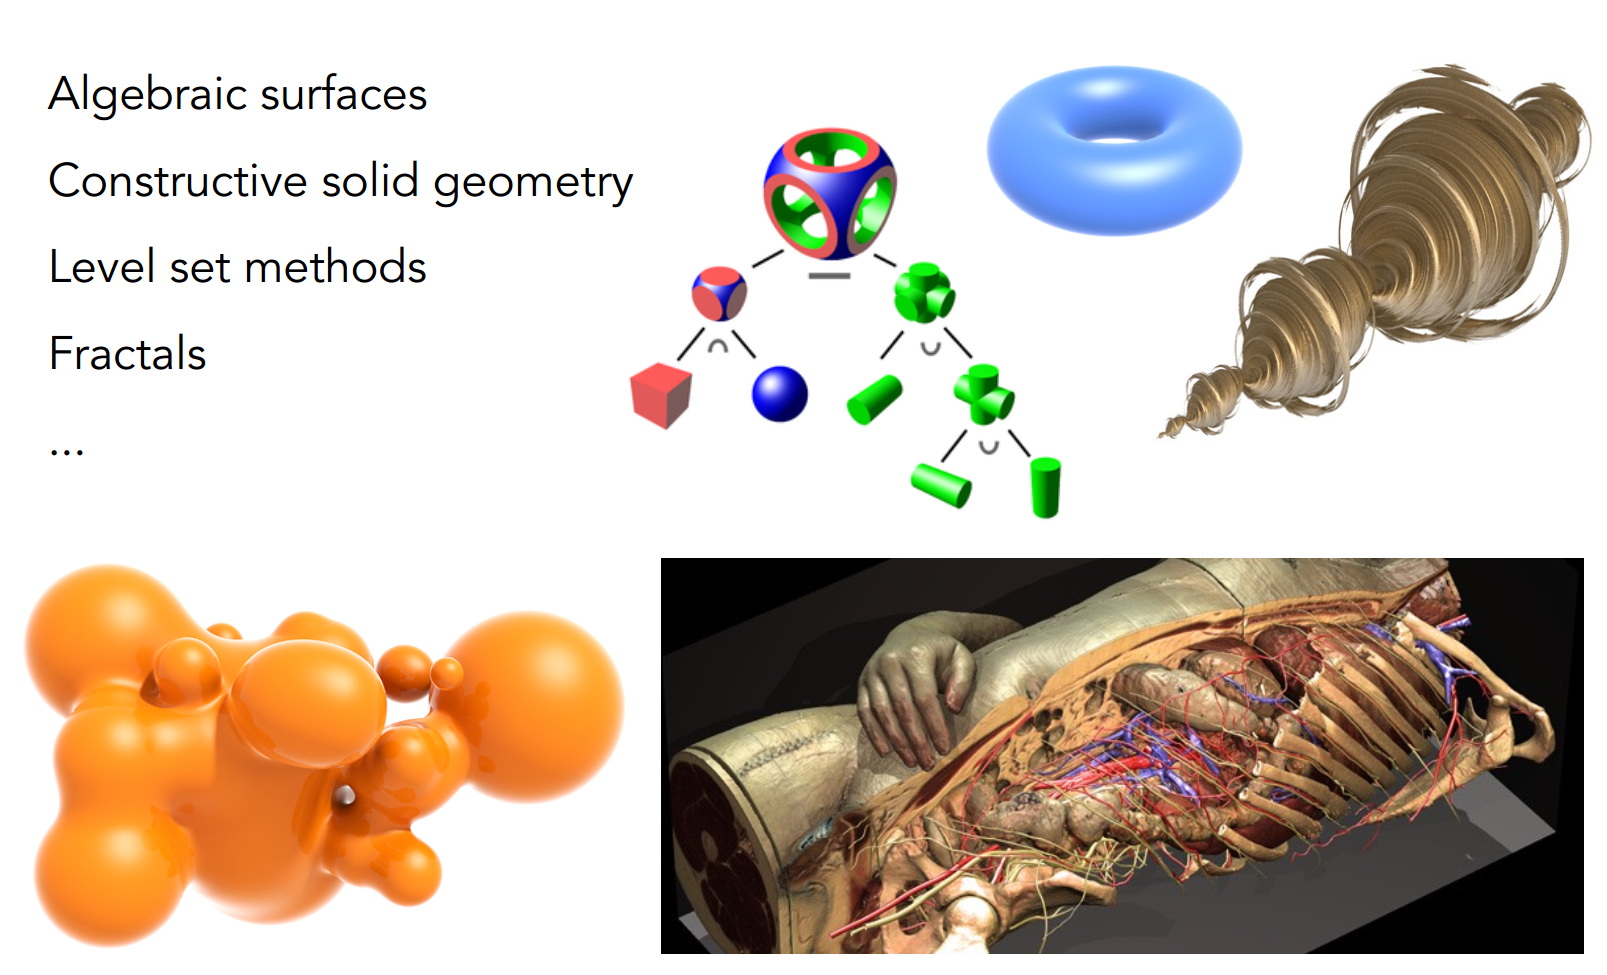 Algebraic surfaces
Constructive solid geometry
Level set methods
Fractals
...